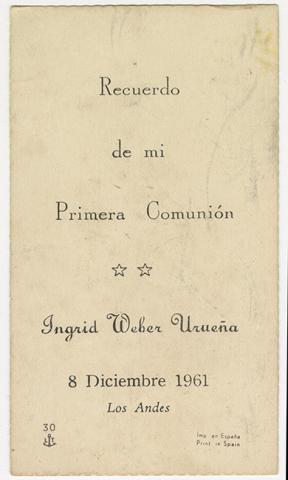 Recuerdo
de mi
Primera Comunión
Ingrid Weber Urueña
8 Diciembre 1961
Los Andes
30
Imp. en España
Print in Spain